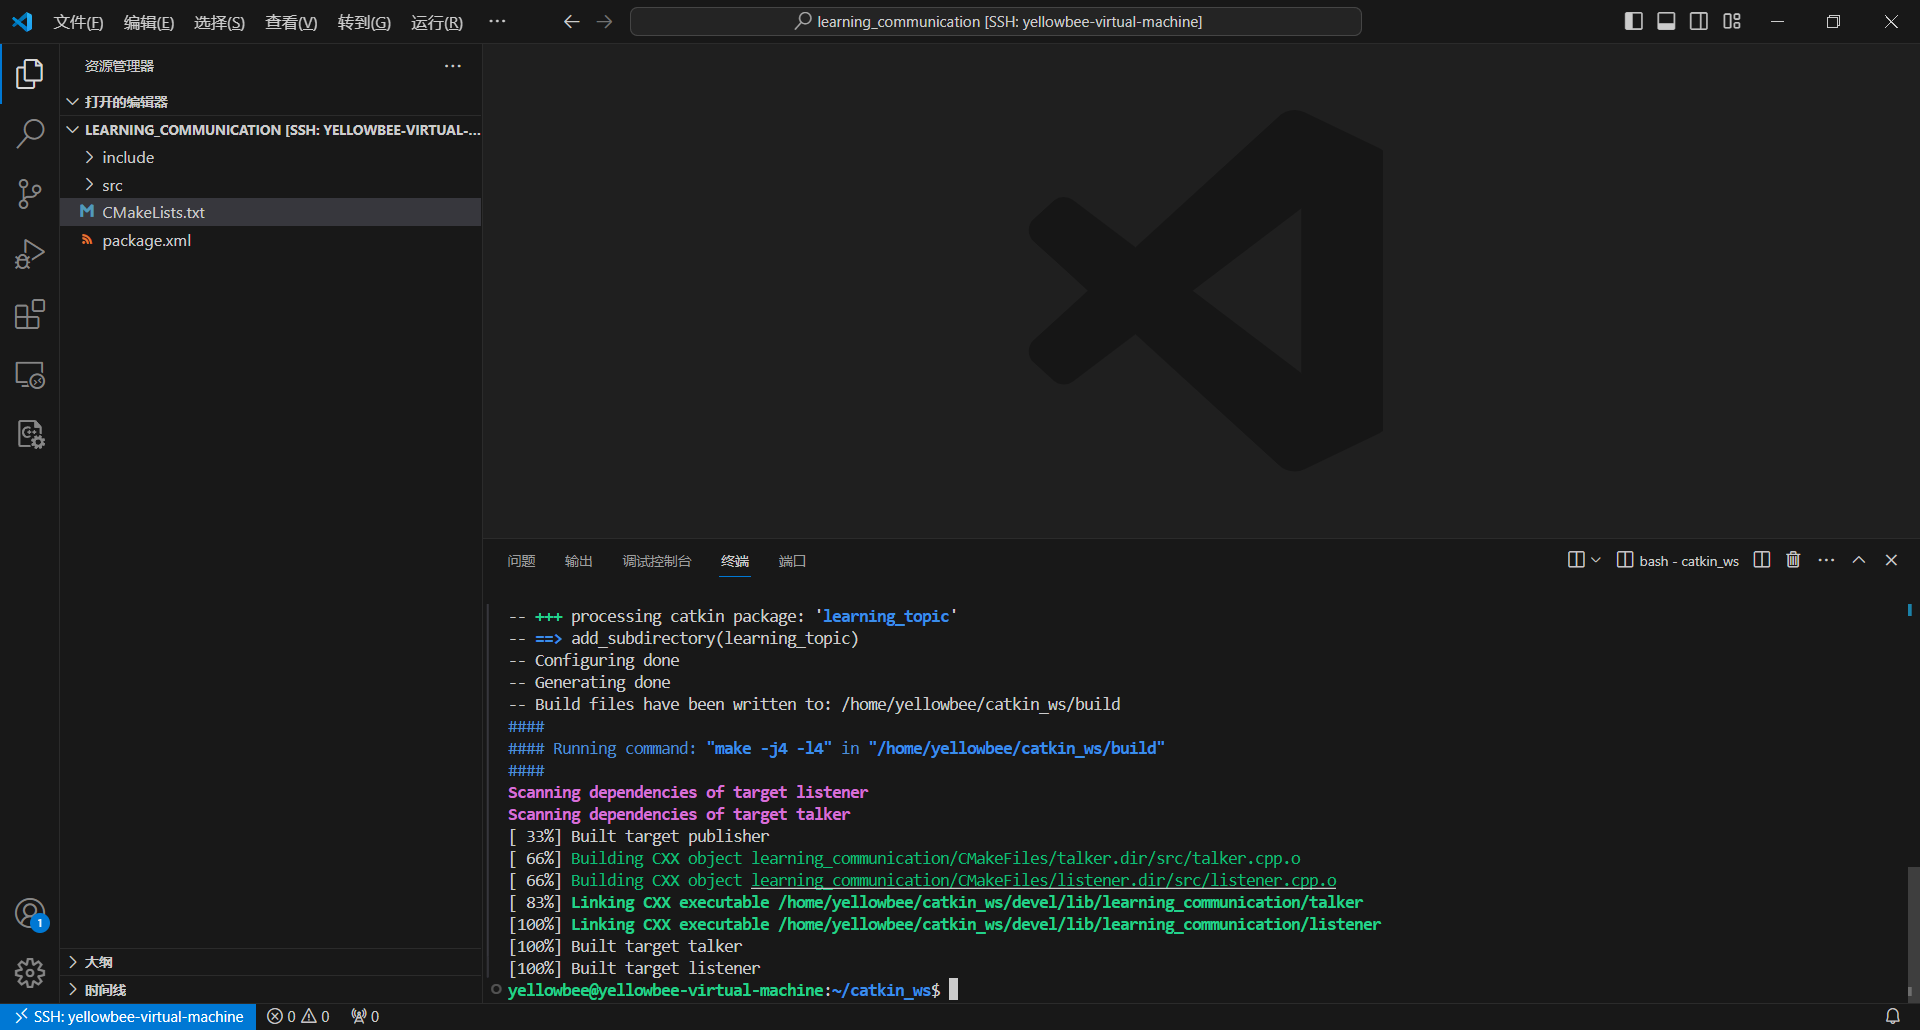 文件(F) 编辑(E) 选择(S) 查看(V) 转到(G) 运行(R) ··· learning_communication [SSH: yellowbee-virtual-machine]
资源管理器
打开的编辑器
LEARNING_COMMUNICATION [SSH: YELLOWBEE-VIRTUAL-...
include
src
CMakeLists.txt
package.xml
大纲
时间线
问题 输出 调试控制台 终端 端口 bash - catkin_ws
-- +++ processing catkin package: 'learning_topic'
-- ==> add_subdirectory(learning_topic)
-- Configuring done
-- Generating done
-- Build files have been written to: /home/yellowbee/catkin_ws/build
####
#### Running command: "make -j4 -l4" in "/home/yellowbee/catkin_ws/build"
####
Scanning dependencies of target listener
Scanning dependencies of target talker
[ 33%] Built target publisher
[ 66%] Building CXX object learning_communication/CMakeFiles/talker.dir/src/talker.cpp.o
[ 66%] Building CXX object learning_communication/CMakeFiles/listener.dir/src/listener.cpp.o
[ 83%] Linking CXX executable /home/yellowbee/catkin_ws/devel/lib/learning_communication/talker
[100%] Linking CXX executable /home/yellowbee/catkin_ws/devel/lib/learning_communication/listener
[100%] Built target talker
[100%] Built target listener
yellowbee@yellowbee-virtual-machine:~/catkin_ws$
1
SSH: yellowbee-virtual-machine 0 0 0